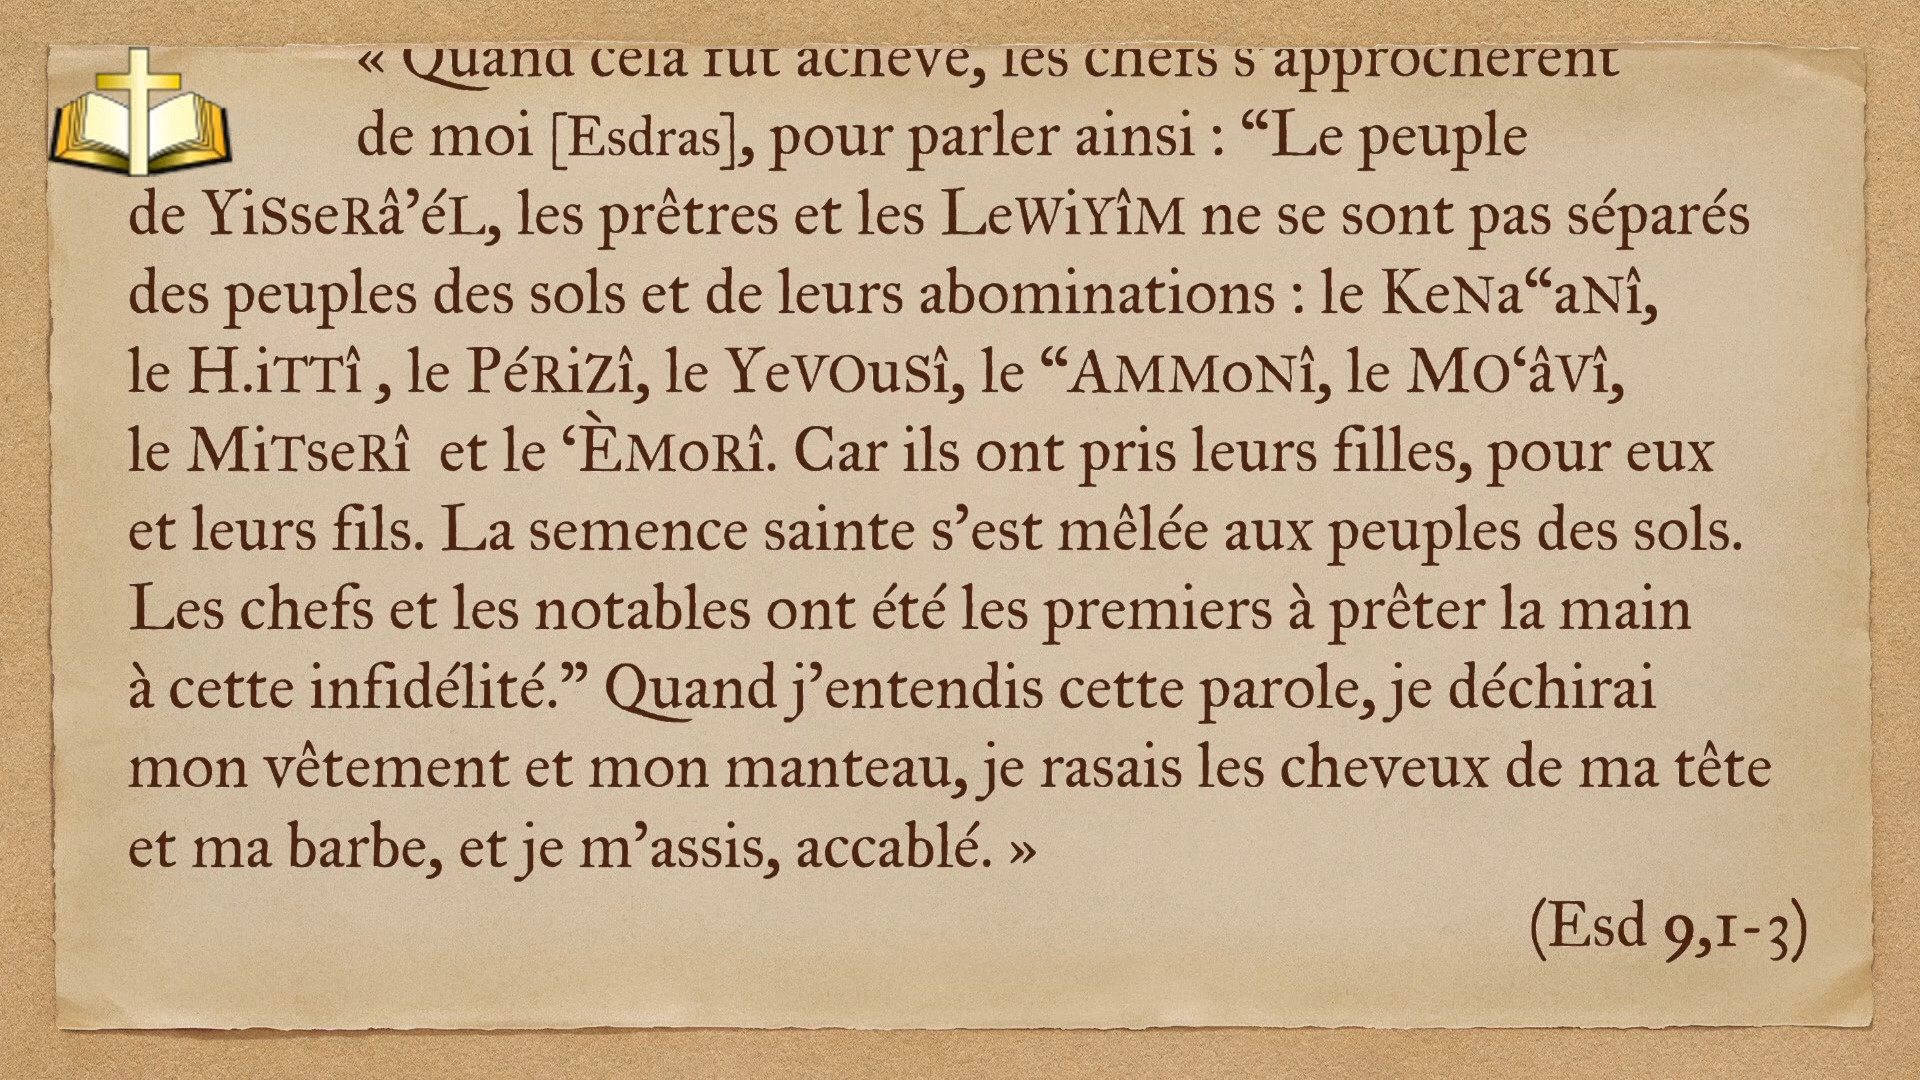 « Quand cela fut achevé, les chefs s’approchèrent
de moi [Esdras], pour parler ainsi : “Le peuple
de YiSseRâ’éL, les prêtres et les LeWiYîM ne se sont pas séparés
des peuples des sols et de leurs abominations : le KeNa“aNî,
le H.iTTî , le PéRiZî, le YeVOuSî, le “AMMoNî, le MO‘âVî,
le MiTseRî  et le ‘ÈMoRî. Car ils ont pris leurs filles, pour eux
et leurs fils. La semence sainte s’est mêlée aux peuples des sols.
Les chefs et les notables ont été les premiers à prêter la main
à cette infidélité.” Quand j’entendis cette parole, je déchirai
mon vêtement et mon manteau, je rasais les cheveux de ma tête
et ma barbe, et je m’assis, accablé. »
(Esd 9,1-3)